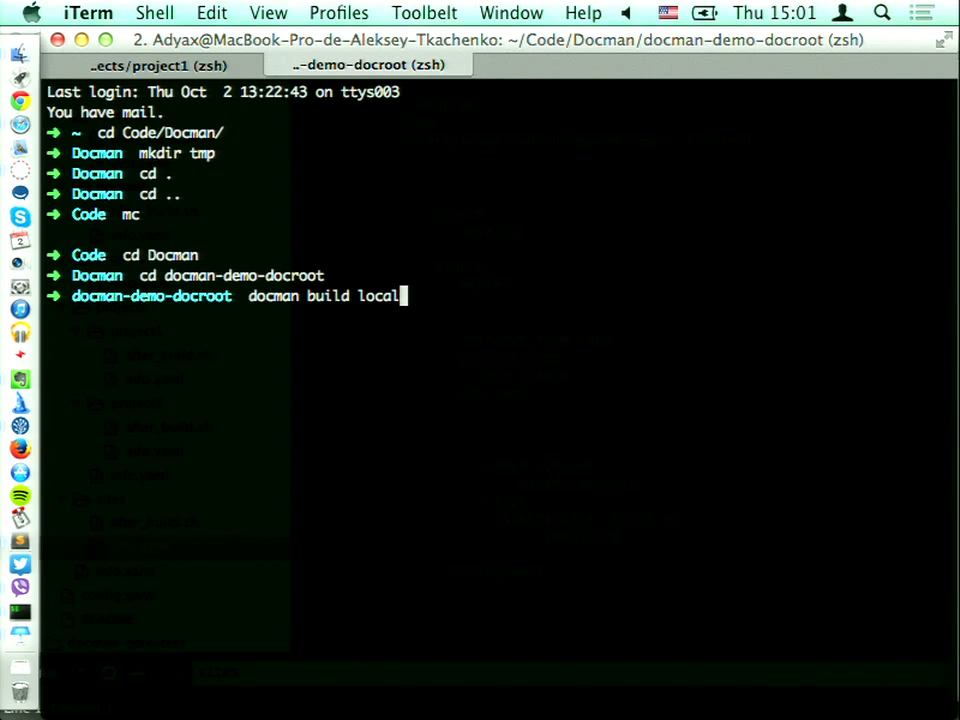 iTerm Shell Edit View Profiles Toolbelt Window Help Thu 15:01
2. Adyax@MacBook-Pro-de-Aleksey-Tkachenko: ~/Code/Docman/docman-demo-docroot (zsh)
..ects/project1 (zsh) ..-demo-docroot (zsh)
Last login: Thu Oct  2 13:22:43 on ttys003
You have mail.
➜  ~  cd Code/Docman/
➜  Docman  mkdir tmp
➜  Docman  cd .
➜  Docman  cd ..
➜  Code  mc
➜  Code  cd Docman
➜  Docman  cd docman-demo-docroot
➜  docman-demo-docroot  docman build local